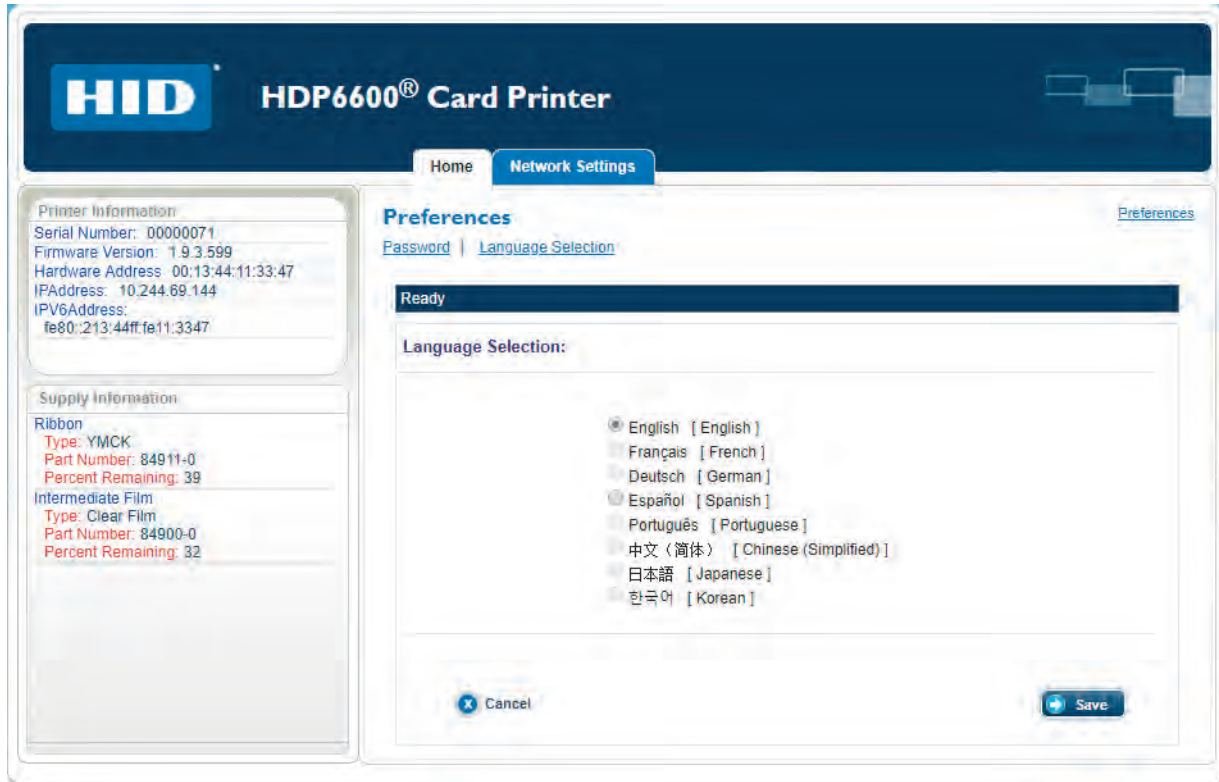 HID
HDP6600® Card Printer
Home
Network Settings
Printer Information
Serial Number: 00000071
Firmware Version: 1.9.3.599
Hardware Address 00:13:44:11:33:47
IPAddress: 10.244.69.144
IPV6Address:
fe80::213:44ff:fe11:3347
Supply Information
Ribbon
Type: YMCK
Part Number: 84911-0
Percent Remaining: 39
Intermediate Film
Type: Clear Film
Part Number: 84900-0
Percent Remaining: 32
Preferences
Preferences
Password | Language Selection
Ready
Language Selection:
English [ English ]
Français [ French ]
Deutsch [ German ]
Español [ Spanish ]
Português [ Portuguese ]
中文（简体） [ Chinese (Simplified) ]
日本語 [ Japanese ]
한국어 [ Korean ]
Cancel
Save